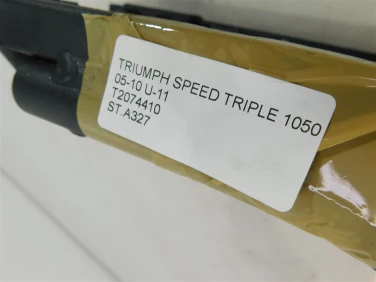 TRIUMPH SPEED TRIPLE 1050
05-10 U-11
T2074410
ST.A327